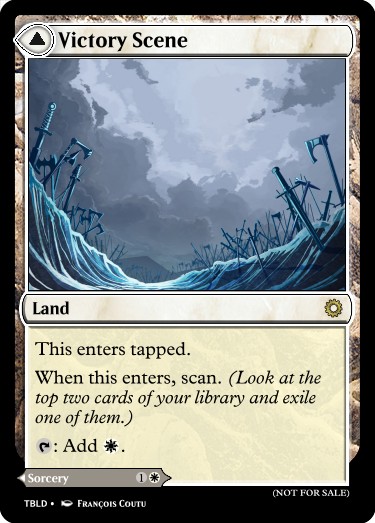 Victory Scene
Land
This enters tapped.
When this enters, scan. (Look at the
top two cards of your library and exile
one of them.)
: Add .
Sorcery 1
TBLD • François Coutu
(NOT FOR SALE)